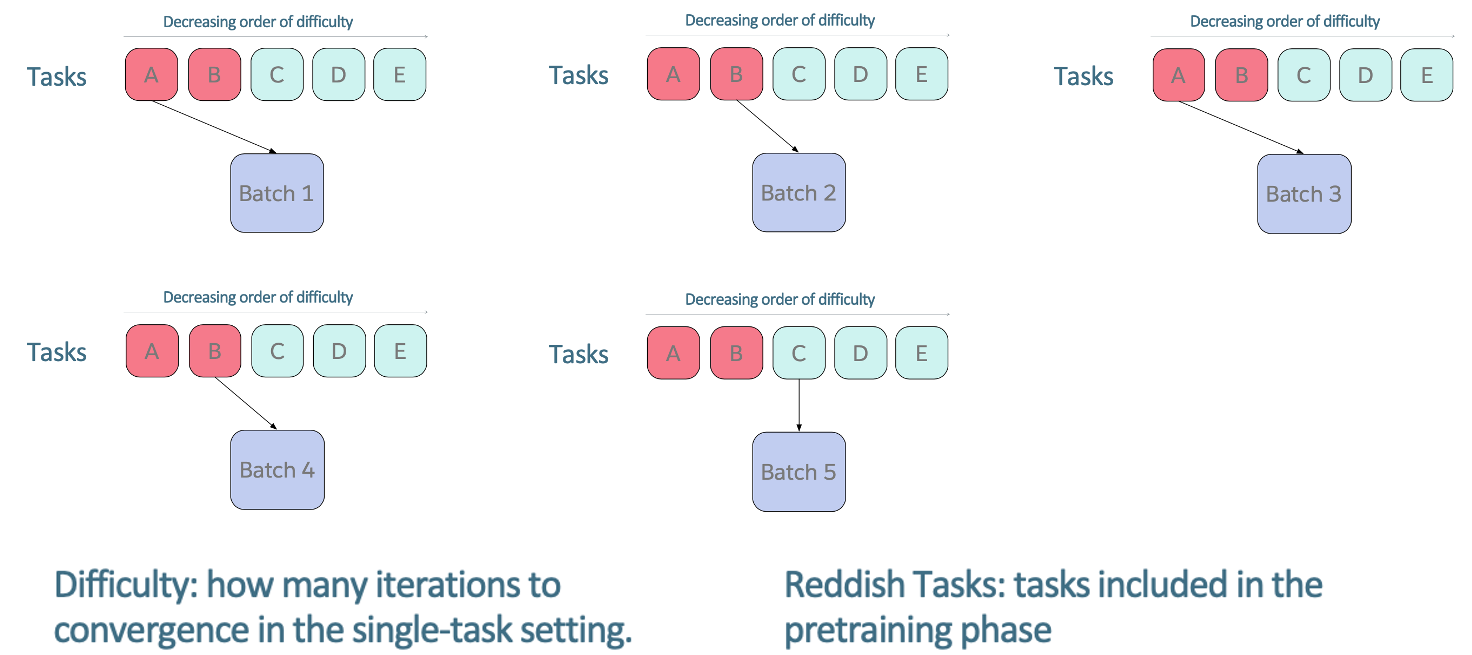 Decreasing order of difficulty
Tasks A B C D E
Batch 1
Decreasing order of difficulty
Tasks A B C D E
Batch 2
Decreasing order of difficulty
Tasks A B C D E
Batch 3
Decreasing order of difficulty
Tasks A B C D E
Batch 4
Decreasing order of difficulty
Tasks A B C D E
Batch 5
Difficulty: how many iterations to
convergence in the single-task setting.
Reddish Tasks: tasks included in the
pretraining phase